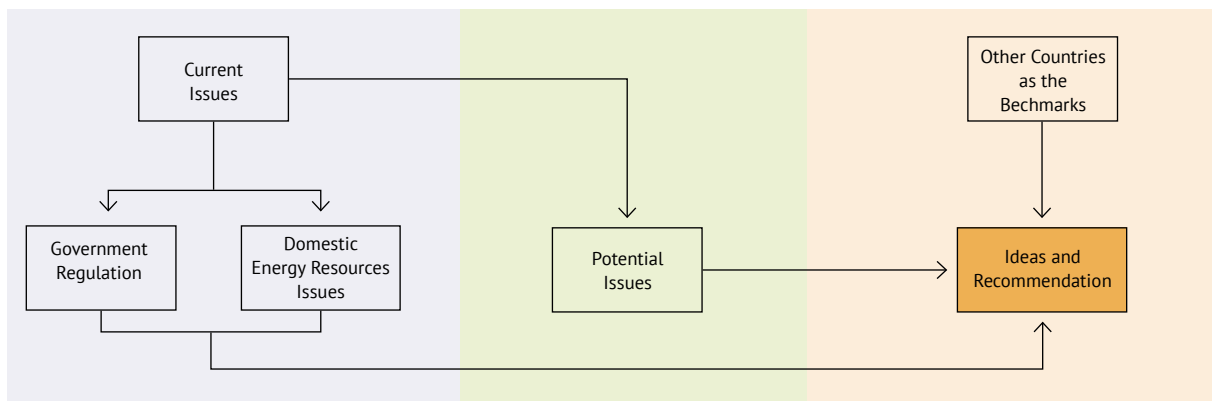 Current
Issues
Other Countries
as the
Bechmarks
Government
Regulation
Domestic
Energy Resources
Issues
Potential
Issues
Ideas and
Recommendation